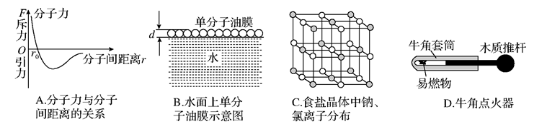 F 分子力
斥力
O
引力
r₀
分子间距离r
A.分子力与分子
间距离的关系
单分子油膜
d
水
B.水面上单分
子油膜示意图
C.食盐晶体中钠、
氯离子分布
牛角套筒
木质推杆
易燃物
D.牛角点火器